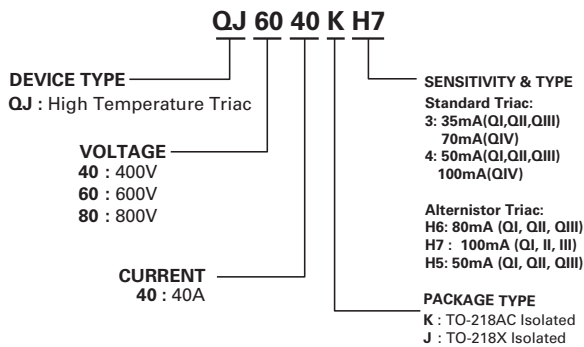 QJ 60 40 K H7
DEVICE TYPE
QJ : High Temperature Triac
VOLTAGE
40 : 400V
60 : 600V
80 : 800V
CURRENT
40 : 40A
SENSITIVITY & TYPE
Standard Triac:
3: 35mA(QI,QII,QIII)
70mA(QIV)
4: 50mA(QI,QII,QIII)
100mA(QIV)
Alternistor Triac:
H6: 80mA (QI, QII, QIII)
H7 : 100mA (QI, II, III)
H5: 50mA (QI, QII, QIII)
PACKAGE TYPE
K : TO-218AC Isolated
J : TO-218X Isolated